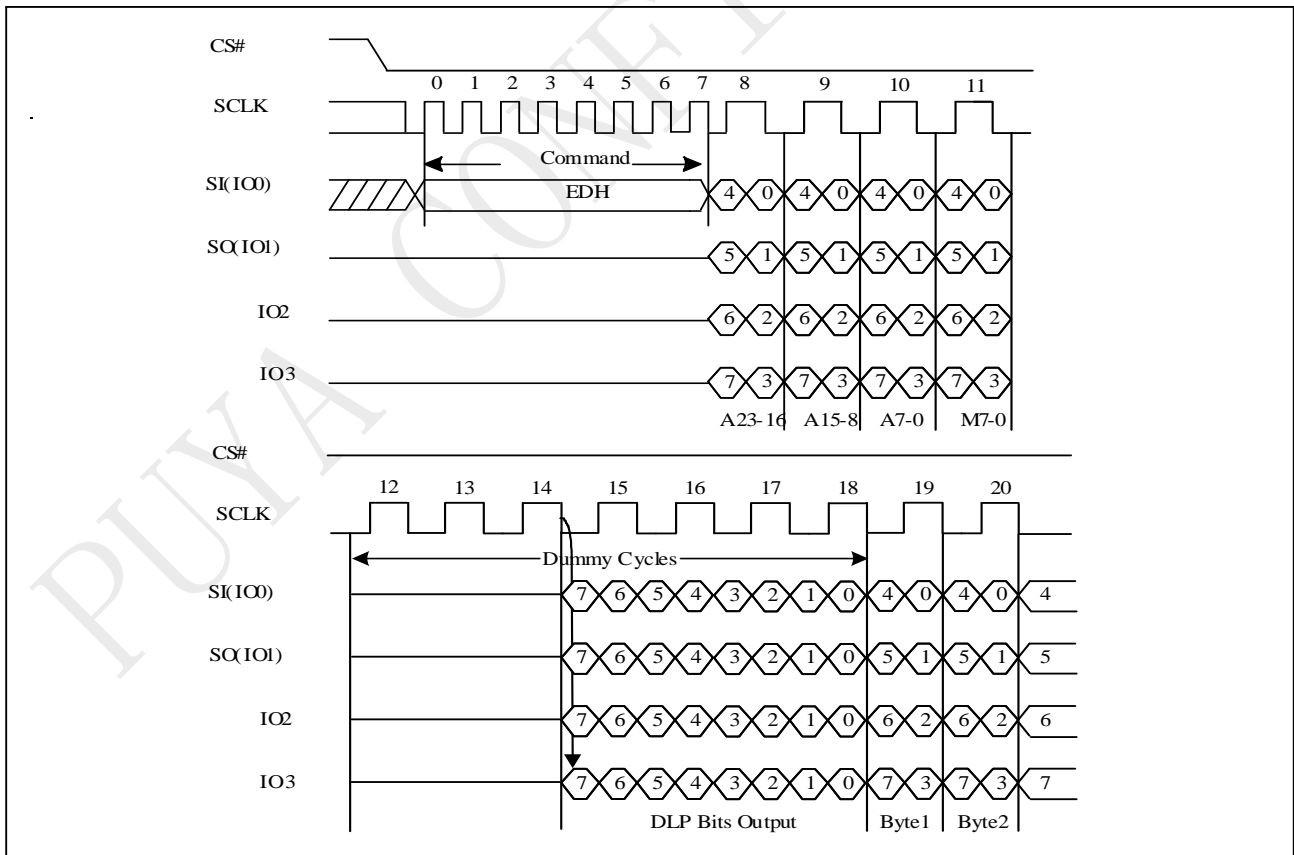 PUYA CONF
CS#
0 1 2 3 4 5 6 7 8 9 10 11
SCLK
Command
SI(IO0) EDH 4 0 4 0 4 0 4 0
SO(IO1) 5 1 5 1 5 1 5 1
IO2 6 2 6 2 6 2 6 2
IO3 7 3 7 3 7 3 7 3
A23-16 A15-8 A7-0 M7-0
CS#
12 13 14 15 16 17 18 19 20
SCLK
Dummy Cycles
SI(IO0) 7 6 5 4 3 2 1 0 4 0 4 0 4
SO(IO1) 7 6 5 4 3 2 1 0 5 1 5 1 5
IO2 7 6 5 4 3 2 1 0 6 2 6 2 6
IO3 7 6 5 4 3 2 1 0 7 3 7 3 7
DLP Bits Output Byte1 Byte2